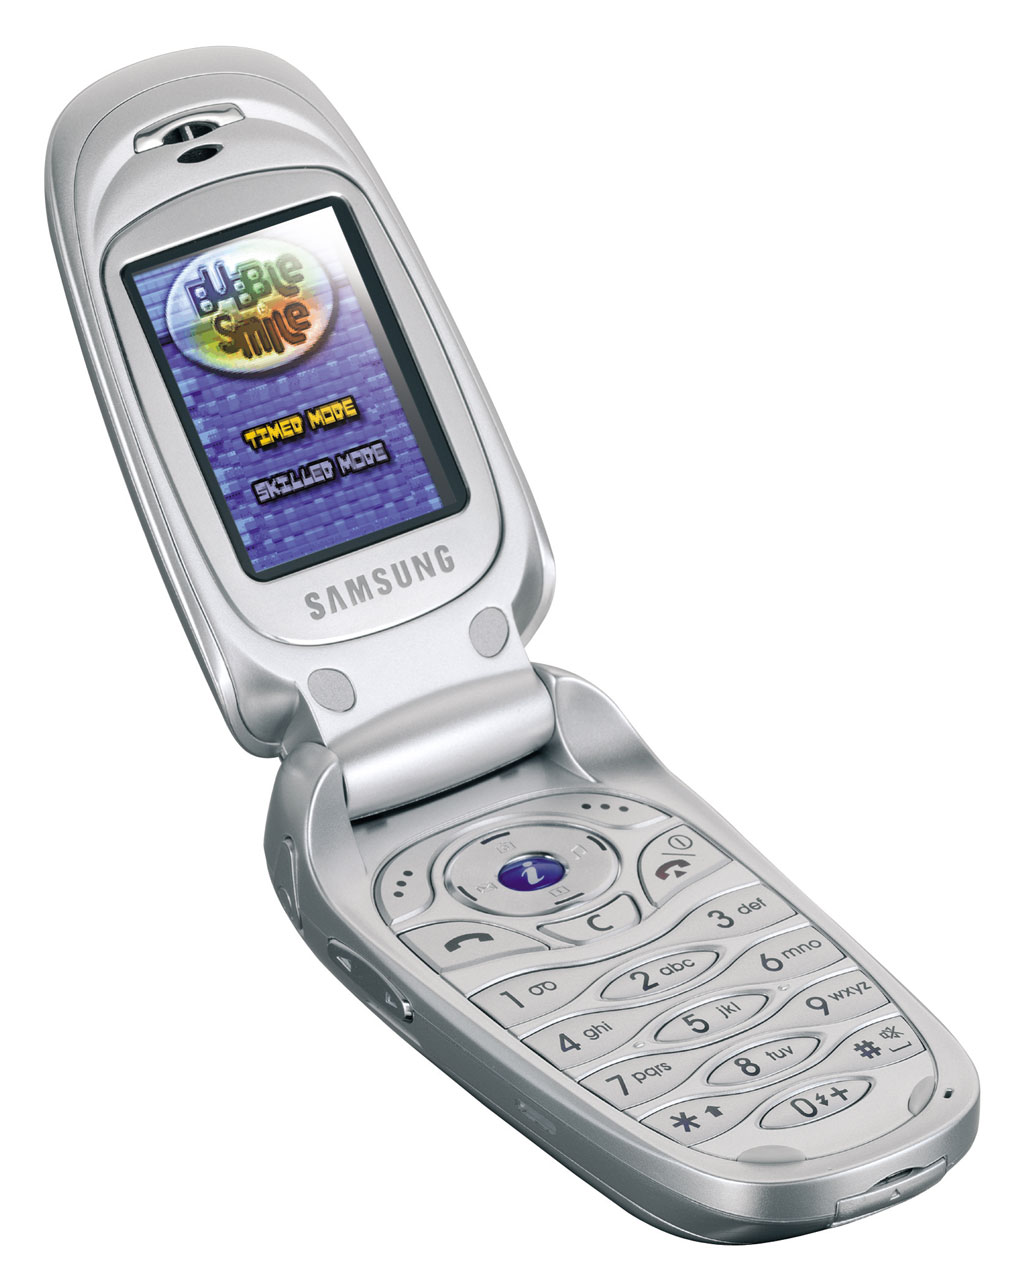 BUBBLE
SMILE
TIMED MODE
SKILLED MODE
SAMSUNG
i
C
1
2 abc
3 def
4 ghi
5 jkl
6 mno
7 pqrs
8 tuv
9 wxyz
*
0 +
#